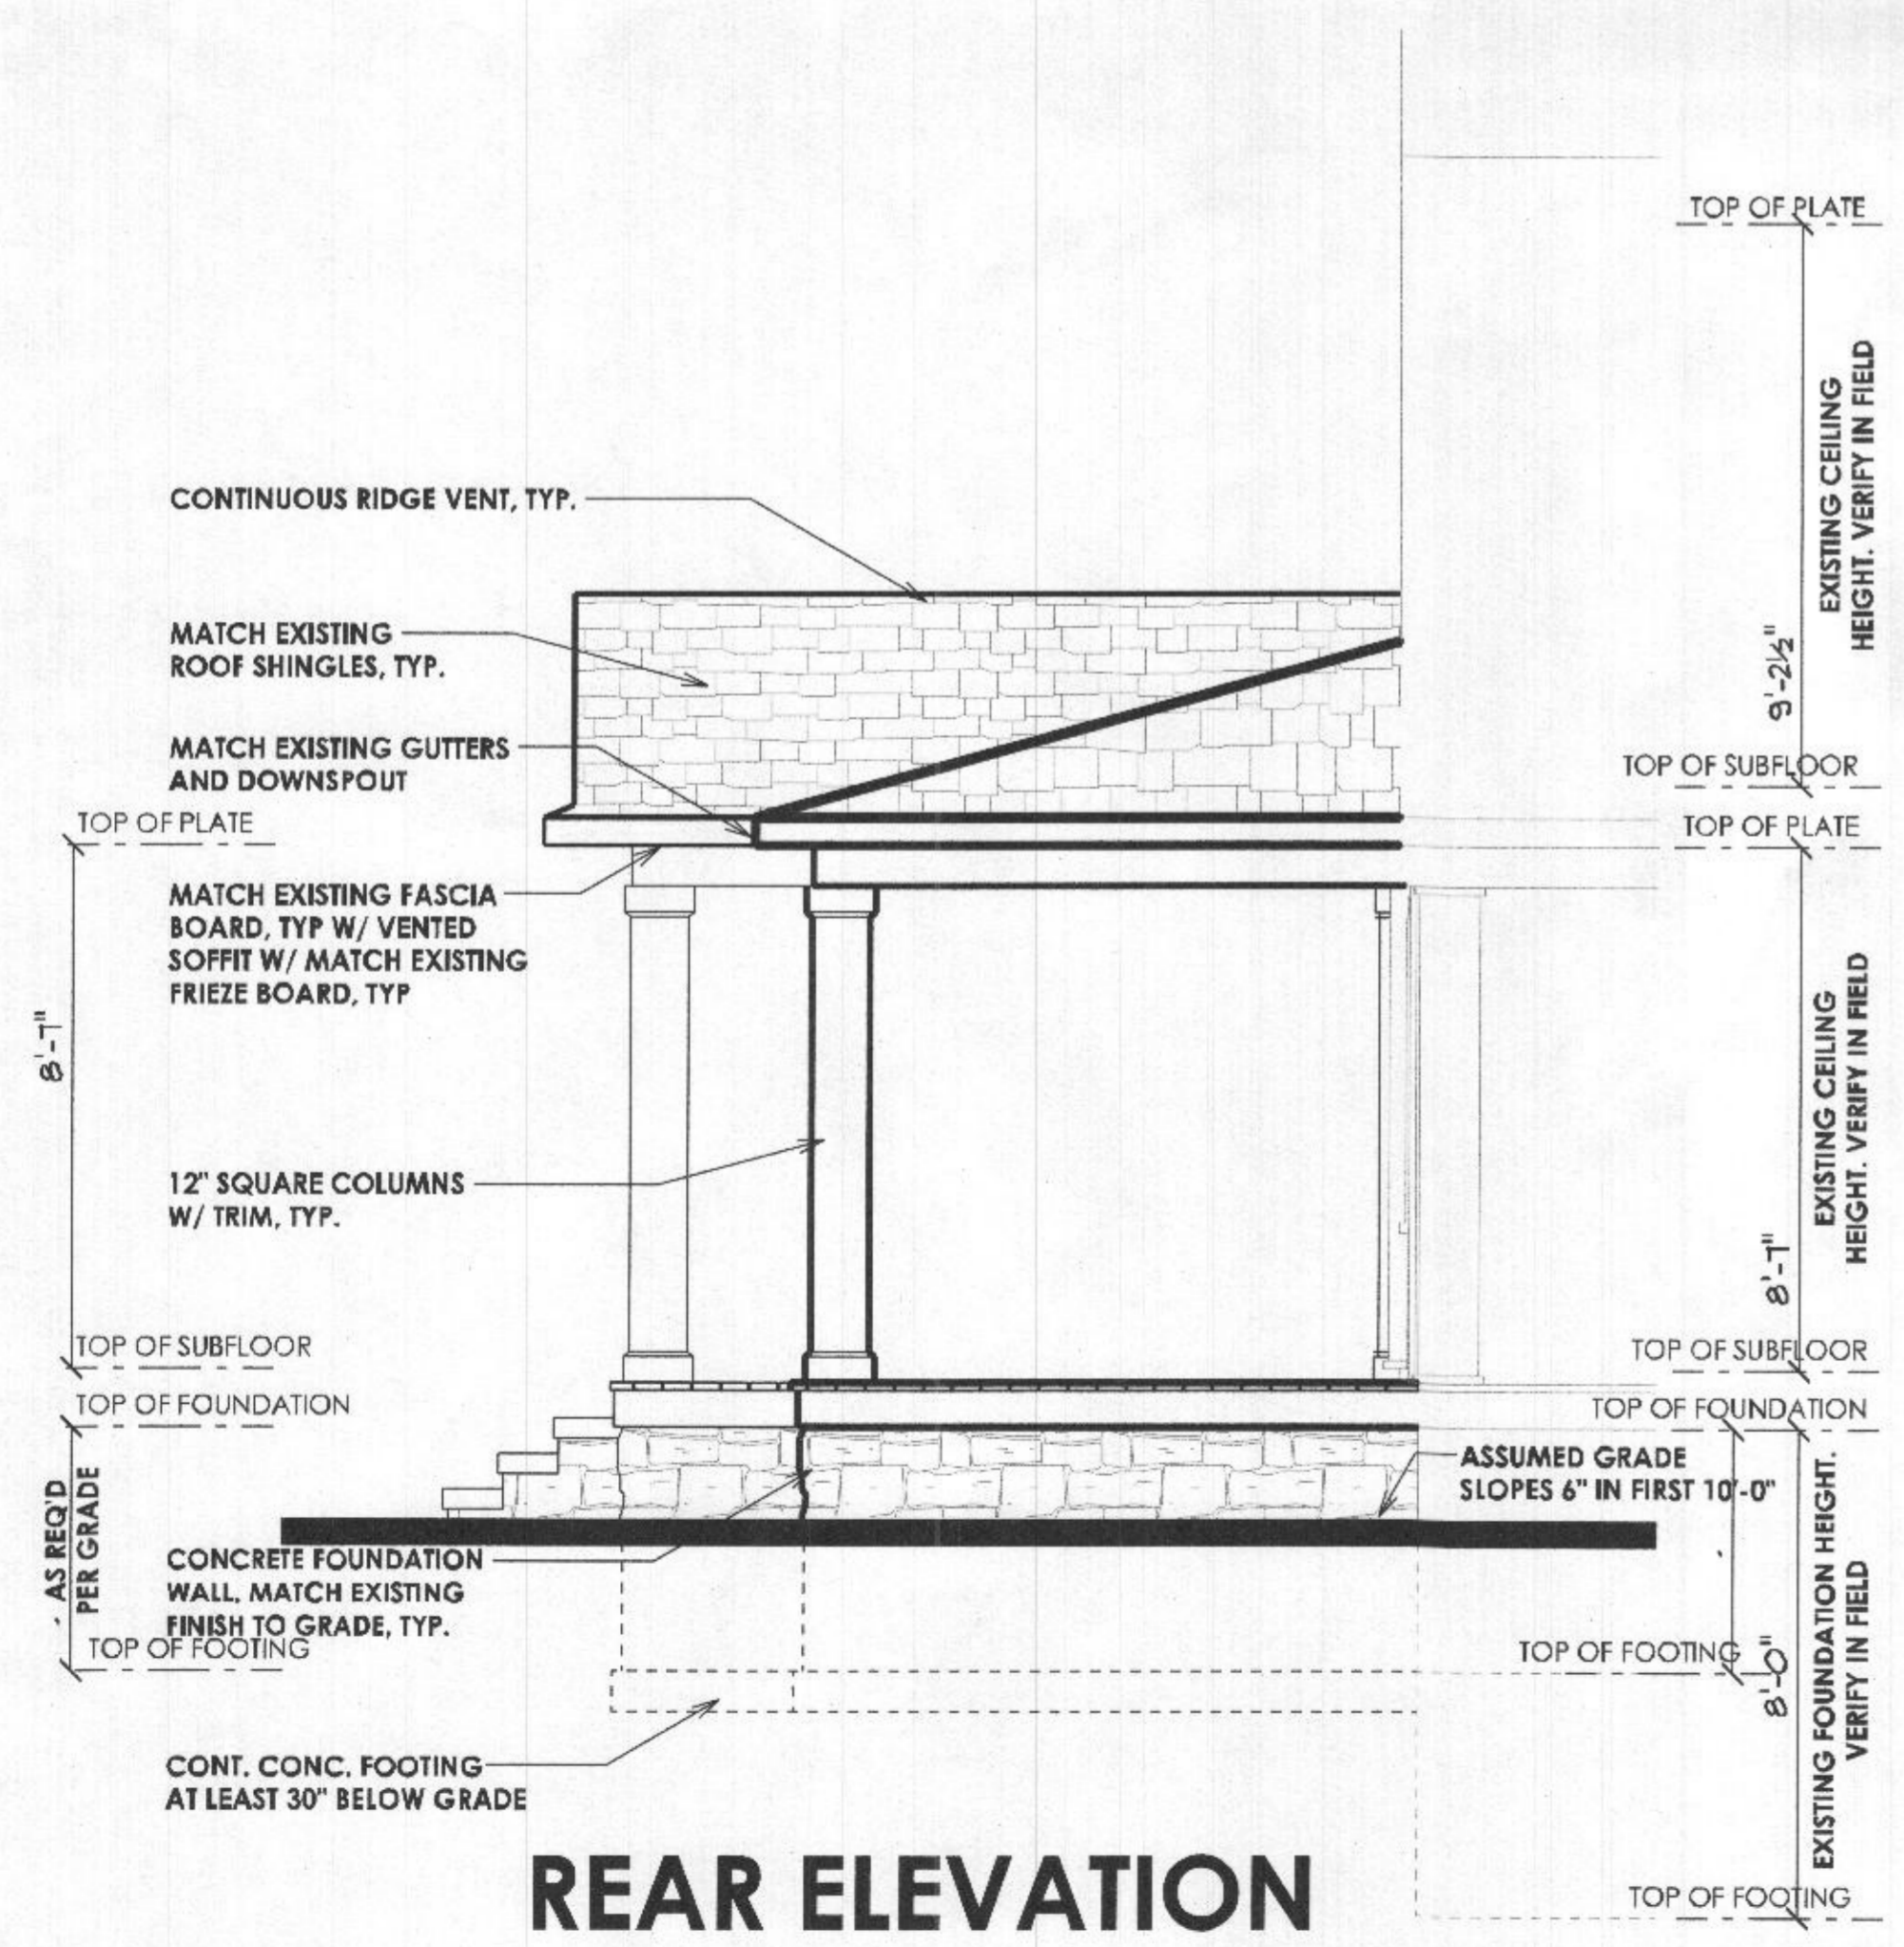 TOP OF PLATE
EXISTING CEILING
HEIGHT. VERIFY IN FIELD
9'-2½"
CONTINUOUS RIDGE VENT, TYP.
MATCH EXISTING
ROOF SHINGLES, TYP.
MATCH EXISTING GUTTERS
AND DOWNSPOUT
TOP OF SUBFLOOR
TOP OF PLATE
TOP OF PLATE
MATCH EXISTING FASCIA
BOARD, TYP W/ VENTED
SOFFIT W/ MATCH EXISTING
FRIEZE BOARD, TYP
8'-7"
EXISTING CEILING
HEIGHT. VERIFY IN FIELD
8'-7"
12" SQUARE COLUMNS
W/ TRIM, TYP.
TOP OF SUBFLOOR
TOP OF SUBFLOOR
TOP OF FOUNDATION
TOP OF FOUNDATION
ASSUMED GRADE
SLOPES 6" IN FIRST 10'-0"
AS REQ'D
PER GRADE
CONCRETE FOUNDATION
WALL. MATCH EXISTING
FINISH TO GRADE, TYP.
TOP OF FOOTING
TOP OF FOOTING
8'-0"
EXISTING FOUNDATION HEIGHT.
VERIFY IN FIELD
CONT. CONC. FOOTING
AT LEAST 30" BELOW GRADE
TOP OF FOOTING
REAR ELEVATION